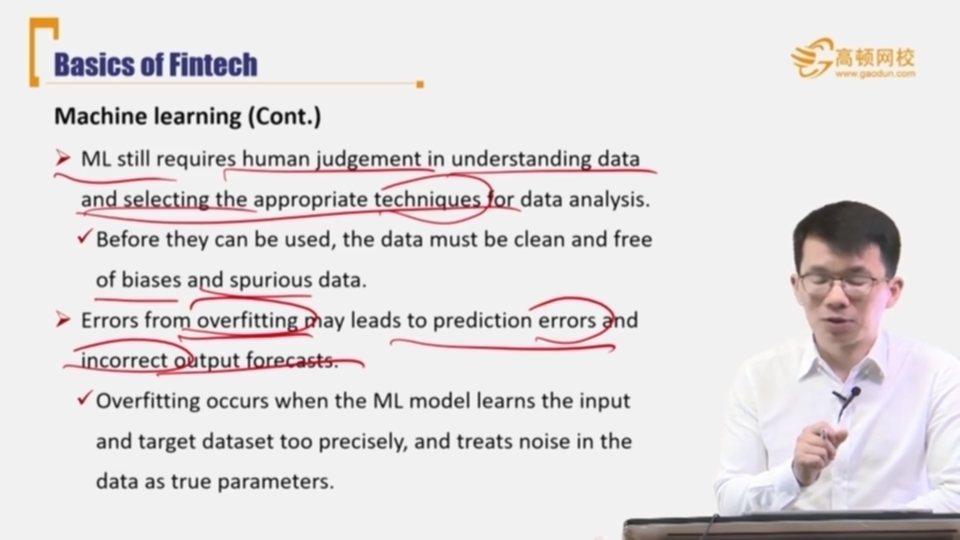 Basics of Fintech
高顿网校
www.gaodun.com
Machine learning (Cont.)
ML still requires human judgement in understanding data
and selecting the appropriate techniques for data analysis.
Before they can be used, the data must be clean and free
of biases and spurious data.
Errors from overfitting may leads to prediction errors and
incorrect output forecasts.
Overfitting occurs when the ML model learns the input
and target dataset too precisely, and treats noise in the
data as true parameters.